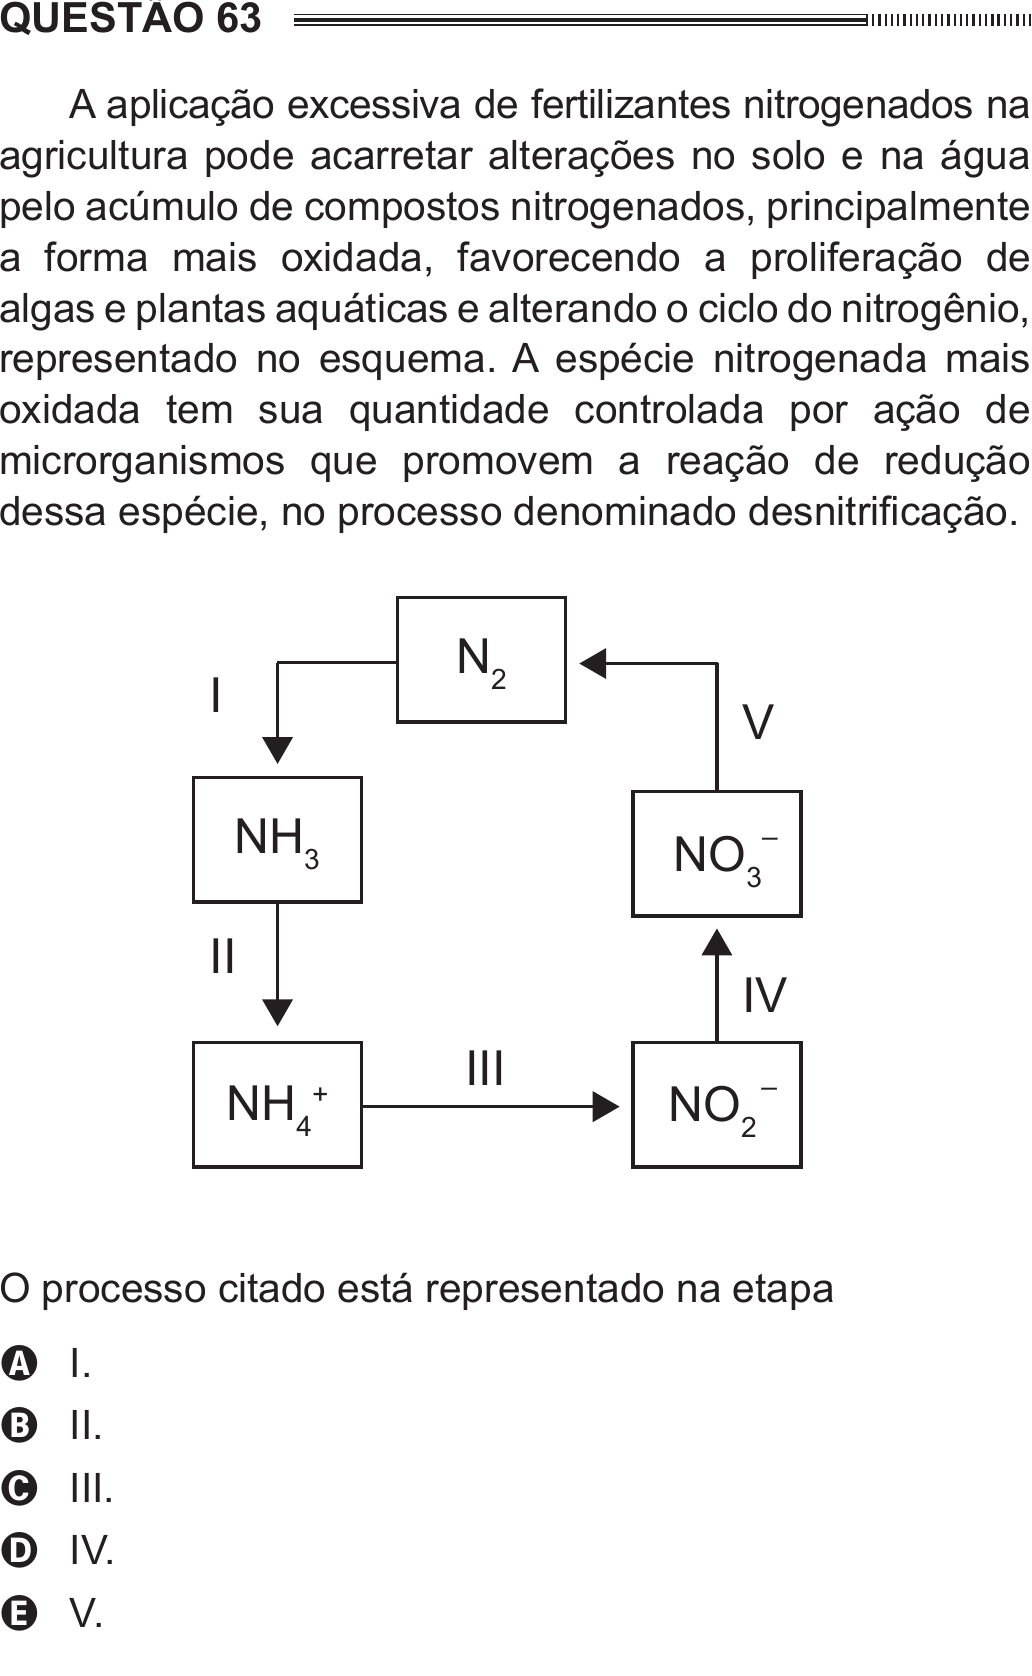 QUESTÃO 63
A aplicação excessiva de fertilizantes nitrogenados na
agricultura pode acarretar alterações no solo e na água
pelo acúmulo de compostos nitrogenados, principalmente
a forma mais oxidada, favorecendo a proliferação de
algas e plantas aquáticas e alterando o ciclo do nitrogênio,
representado no esquema. A espécie nitrogenada mais
oxidada tem sua quantidade controlada por ação de
microrganismos que promovem a reação de redução
dessa espécie, no processo denominado desnitrificação.
N₂
I
V
NH₃
NO₃⁻
II
IV
III
NH₄⁺
NO₂⁻
O processo citado está representado na etapa
A I.
B II.
C III.
D IV.
E V.